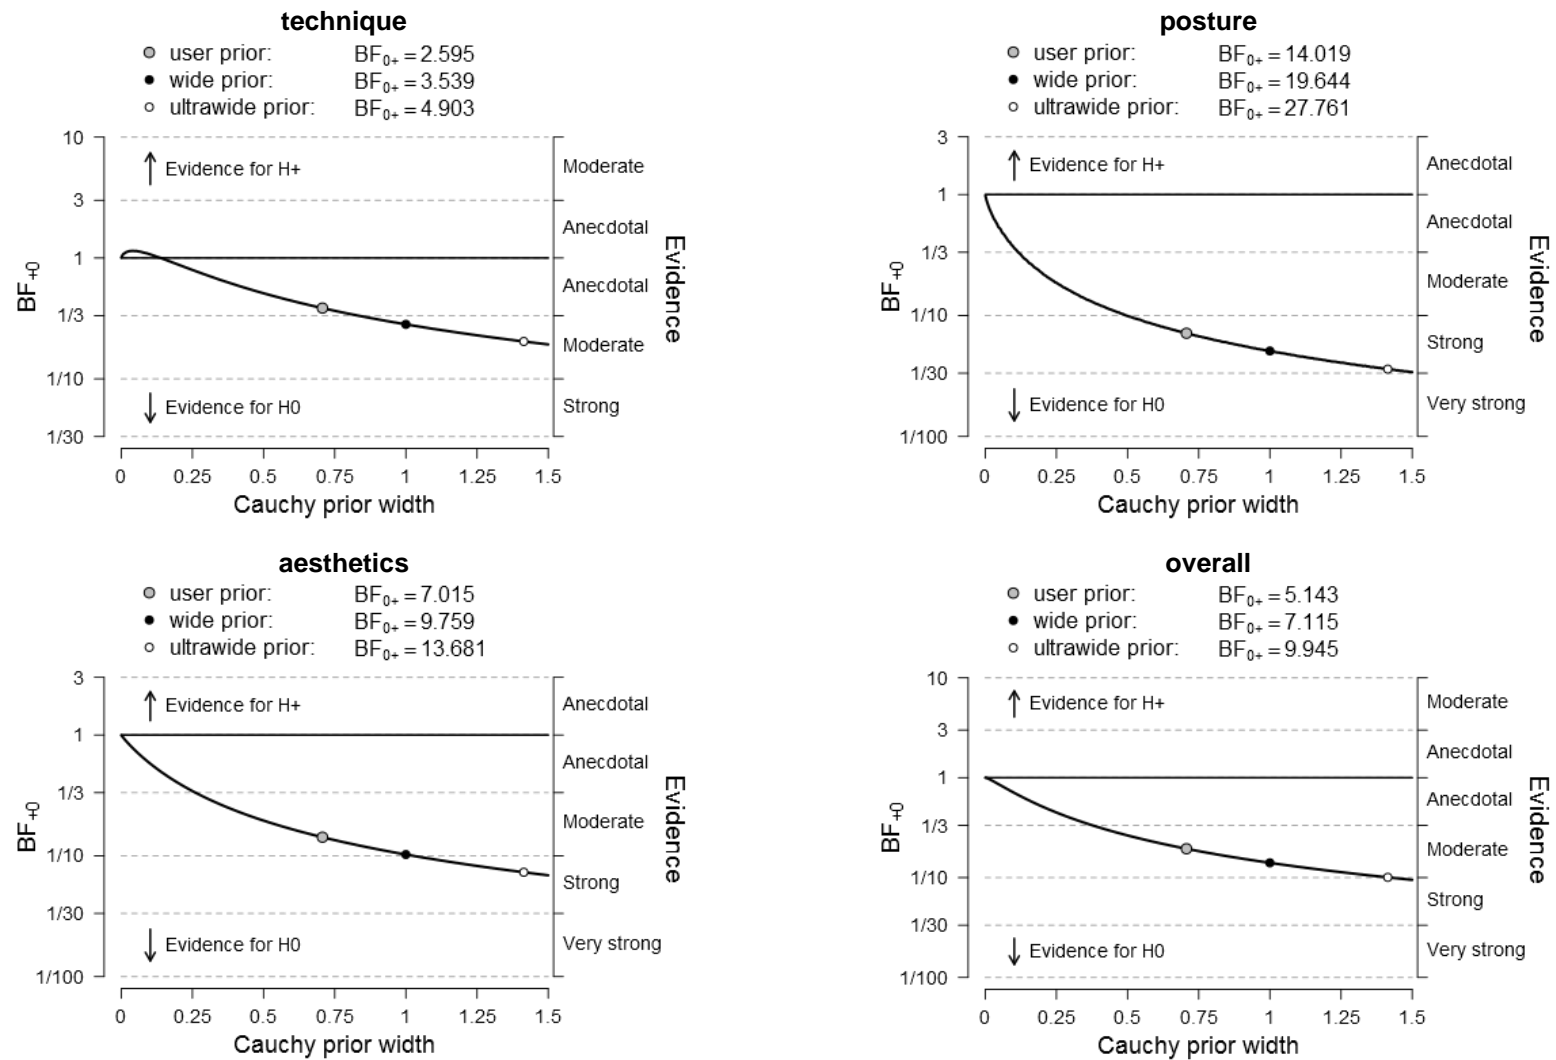 technique
user prior: BF0+ = 2.595
wide prior: BF0+ = 3.539
ultrawide prior: BF0+ = 4.903
10
3
1
1/3
1/10
1/30
BF+0
Evidence for H+
Evidence for H0
Moderate
Anecdotal
Anecdotal
Moderate
Strong
Evidence
0 0.25 0.5 0.75 1 1.25 1.5
Cauchy prior width
posture
user prior: BF0+ = 14.019
wide prior: BF0+ = 19.644
ultrawide prior: BF0+ = 27.761
3
1
1/3
1/10
1/30
1/100
BF+0
Evidence for H+
Evidence for H0
Anecdotal
Anecdotal
Moderate
Strong
Very strong
Evidence
0 0.25 0.5 0.75 1 1.25 1.5
Cauchy prior width
aesthetics
user prior: BF0+ = 7.015
wide prior: BF0+ = 9.759
ultrawide prior: BF0+ = 13.681
3
1
1/3
1/10
1/30
1/100
BF+0
Evidence for H+
Evidence for H0
Anecdotal
Anecdotal
Moderate
Strong
Very strong
Evidence
0 0.25 0.5 0.75 1 1.25 1.5
Cauchy prior width
overall
user prior: BF0+ = 5.143
wide prior: BF0+ = 7.115
ultrawide prior: BF0+ = 9.945
10
3
1
1/3
1/10
1/30
1/100
BF+0
Evidence for H+
Evidence for H0
Moderate
Anecdotal
Anecdotal
Moderate
Strong
Very strong
Evidence
0 0.25 0.5 0.75 1 1.25 1.5
Cauchy prior width